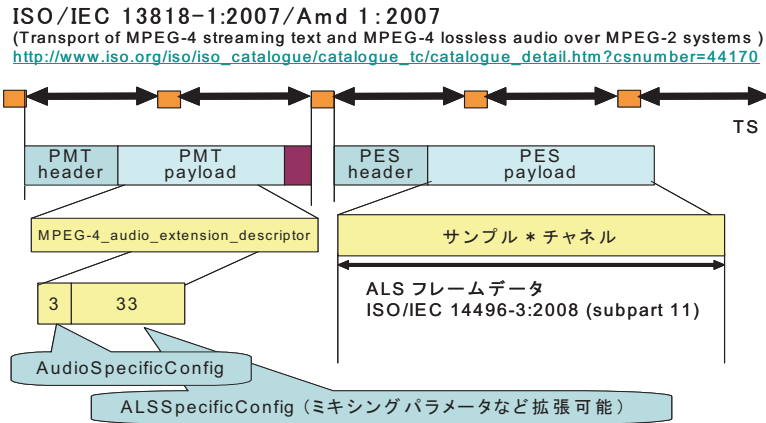 ISO/IEC 13818-1:2007/Amd 1:2007
(Transport of MPEG-4 streaming text and MPEG-4 lossless audio over MPEG-2 systems )
http://www.iso.org/iso/iso_catalogue/catalogue_tc/catalogue_detail.htm?csnumber=44170
TS
PMT
header
PMT
payload
PES
header
PES
payload
MPEG-4_audio_extension_descriptor
サンプル * チャネル
3
33
ALS フレームデータ
ISO/IEC 14496-3:2008 (subpart 11)
AudioSpecificConfig
ALSSpecificConfig (ミキシングパラメータなど拡張可能)